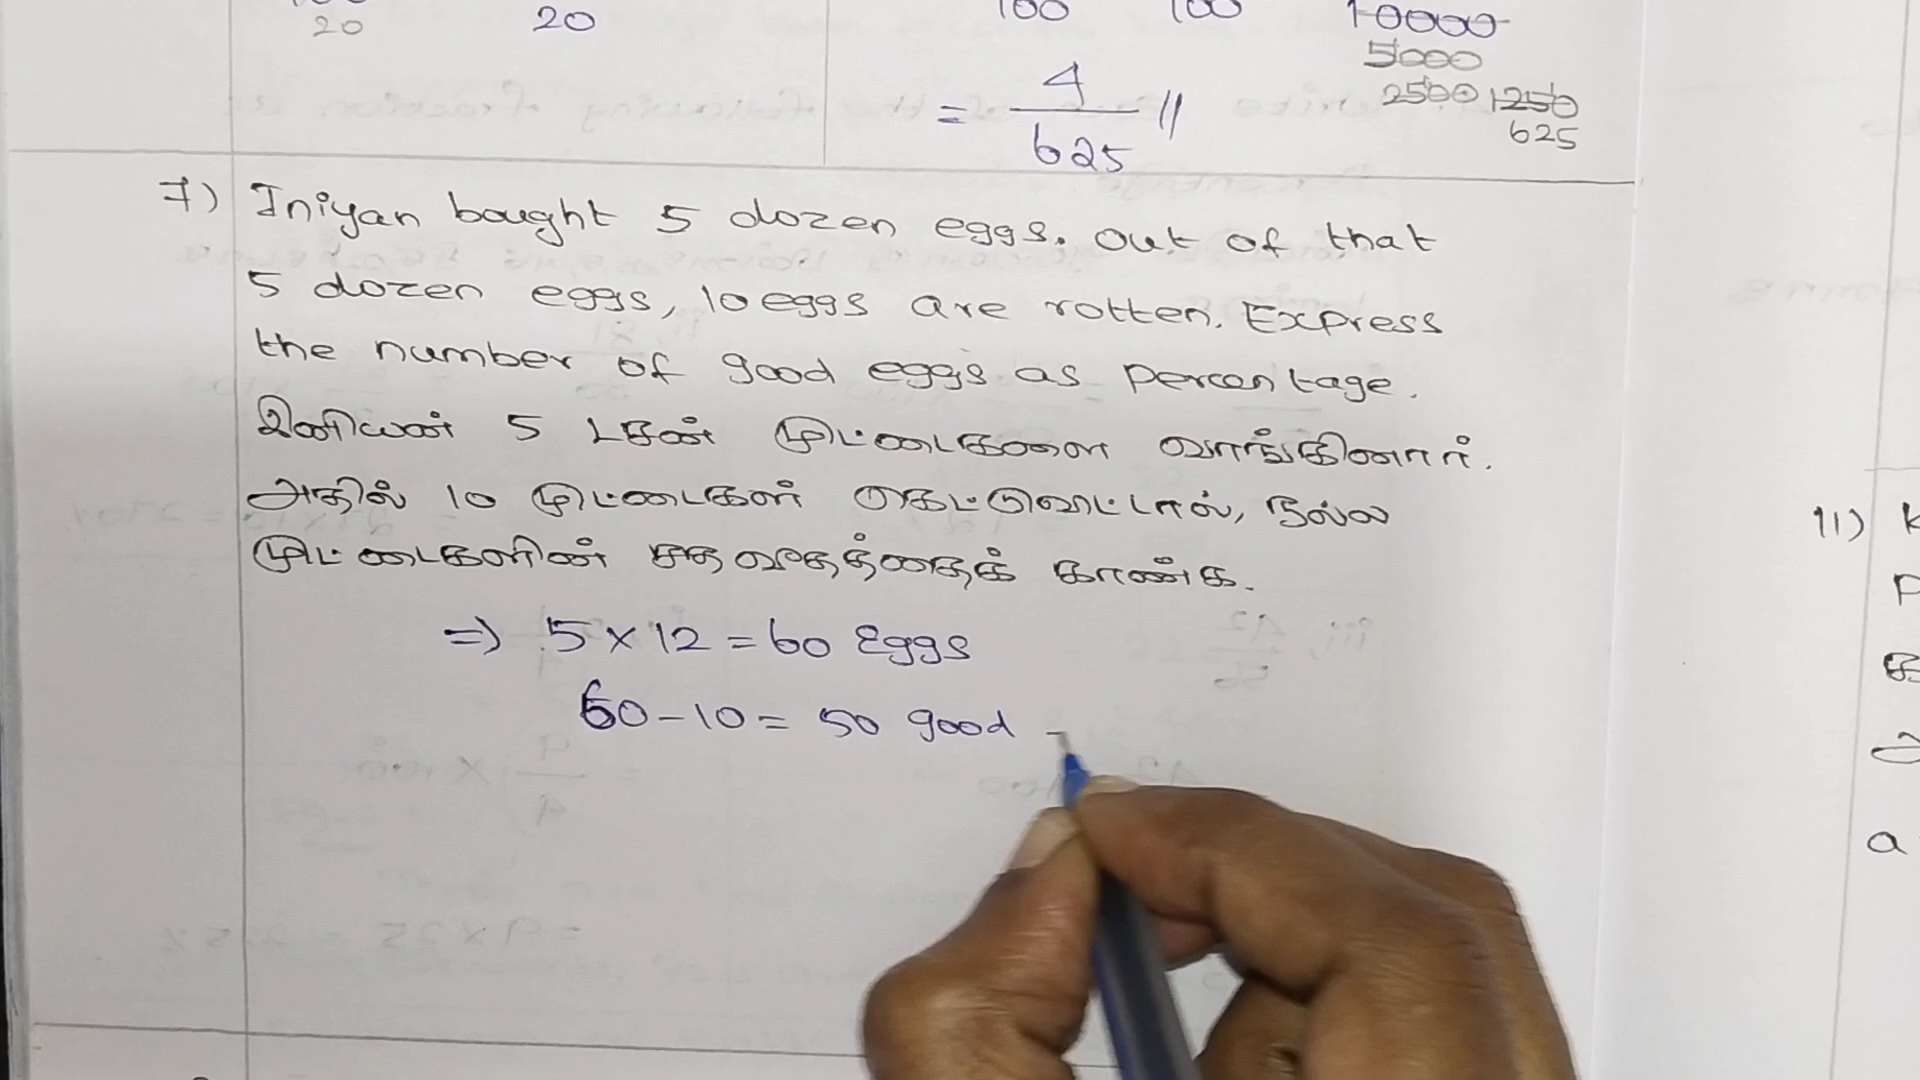 20 20
100 100 10000
5000
2500 1250
= 4/625 //
625
7) Iniyan bought 5 dozen eggs. out of that
5 dozen eggs, 10 eggs are rotten. Express
the number of good eggs as percentage.
இனியன் 5 டசன் முட்டைகளை வாங்கினார்.
அதில் 10 முட்டைகள் கெட்டுவிட்டால், நல்ல
முட்டைகளின் சதவீதத்தைக் காண்க.
=) 5 x 12 = 60 Eggs
60 - 10 = 50 good
11) K
P
a